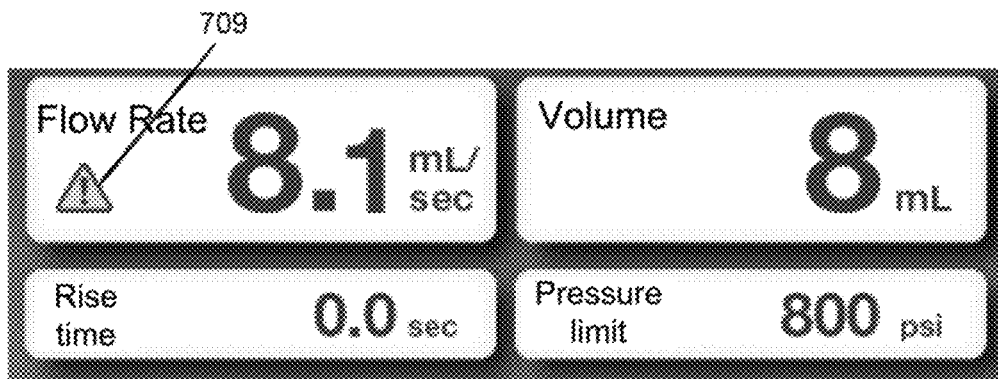 709
Flow Rate
8.1 mL/
sec
Volume
8 mL
Rise
time
0.0 sec
Pressure
limit
800 psi